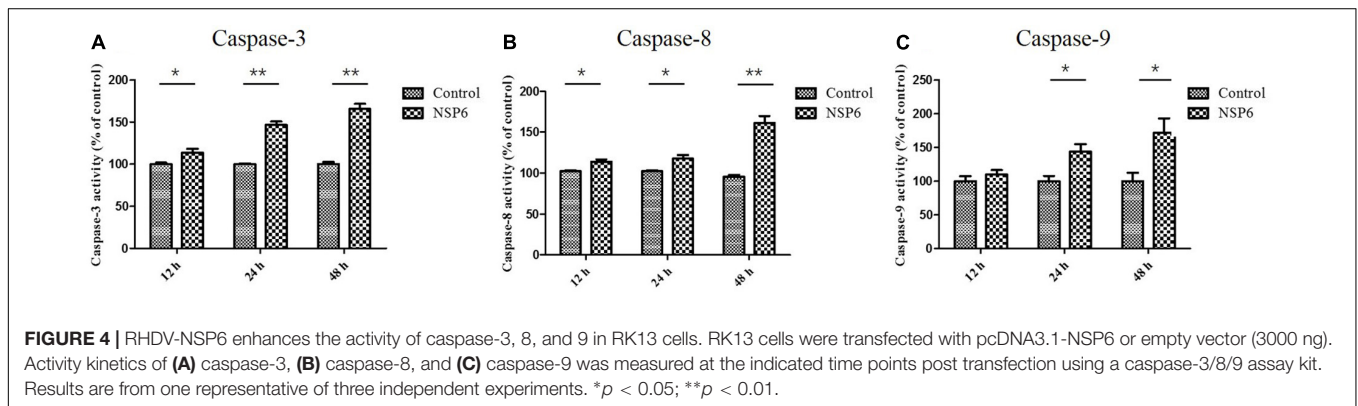 A Caspase-3
* ** **
Caspase-3 activity (% of control)
200
150
100
50
0
12 h 24 h 48 h
Control
NSP6
B Caspase-8
* * **
Caspase-8 activity (% of control)
200
150
100
50
0
12 h 24 h 48 h
Control
NSP6
C Caspase-9
* *
Caspase-9 activity (% of control)
250
200
150
100
50
0
12 h 24 h 48 h
Control
NSP6
FIGURE 4 | RHDV-NSP6 enhances the activity of caspase-3, 8, and 9 in RK13 cells. RK13 cells were transfected with pcDNA3.1-NSP6 or empty vector (3000 ng).
Activity kinetics of (A) caspase-3, (B) caspase-8, and (C) caspase-9 was measured at the indicated time points post transfection using a caspase-3/8/9 assay kit.
Results are from one representative of three independent experiments. *p < 0.05; **p < 0.01.